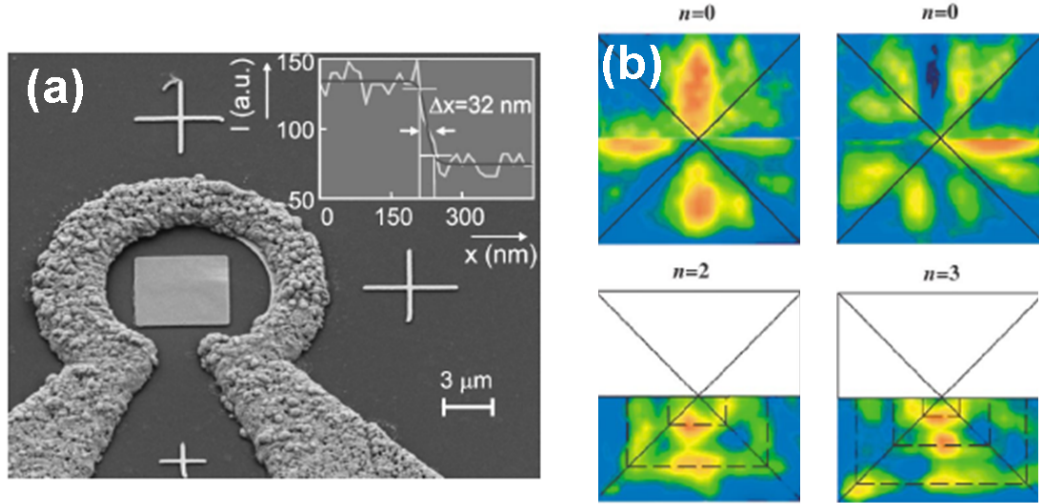 (a)
I (a.u.)
150
100
50
Δx=32 nm
0 150 300
x (nm)
3 μm
(b)
n=0
n=0
n=2
n=3